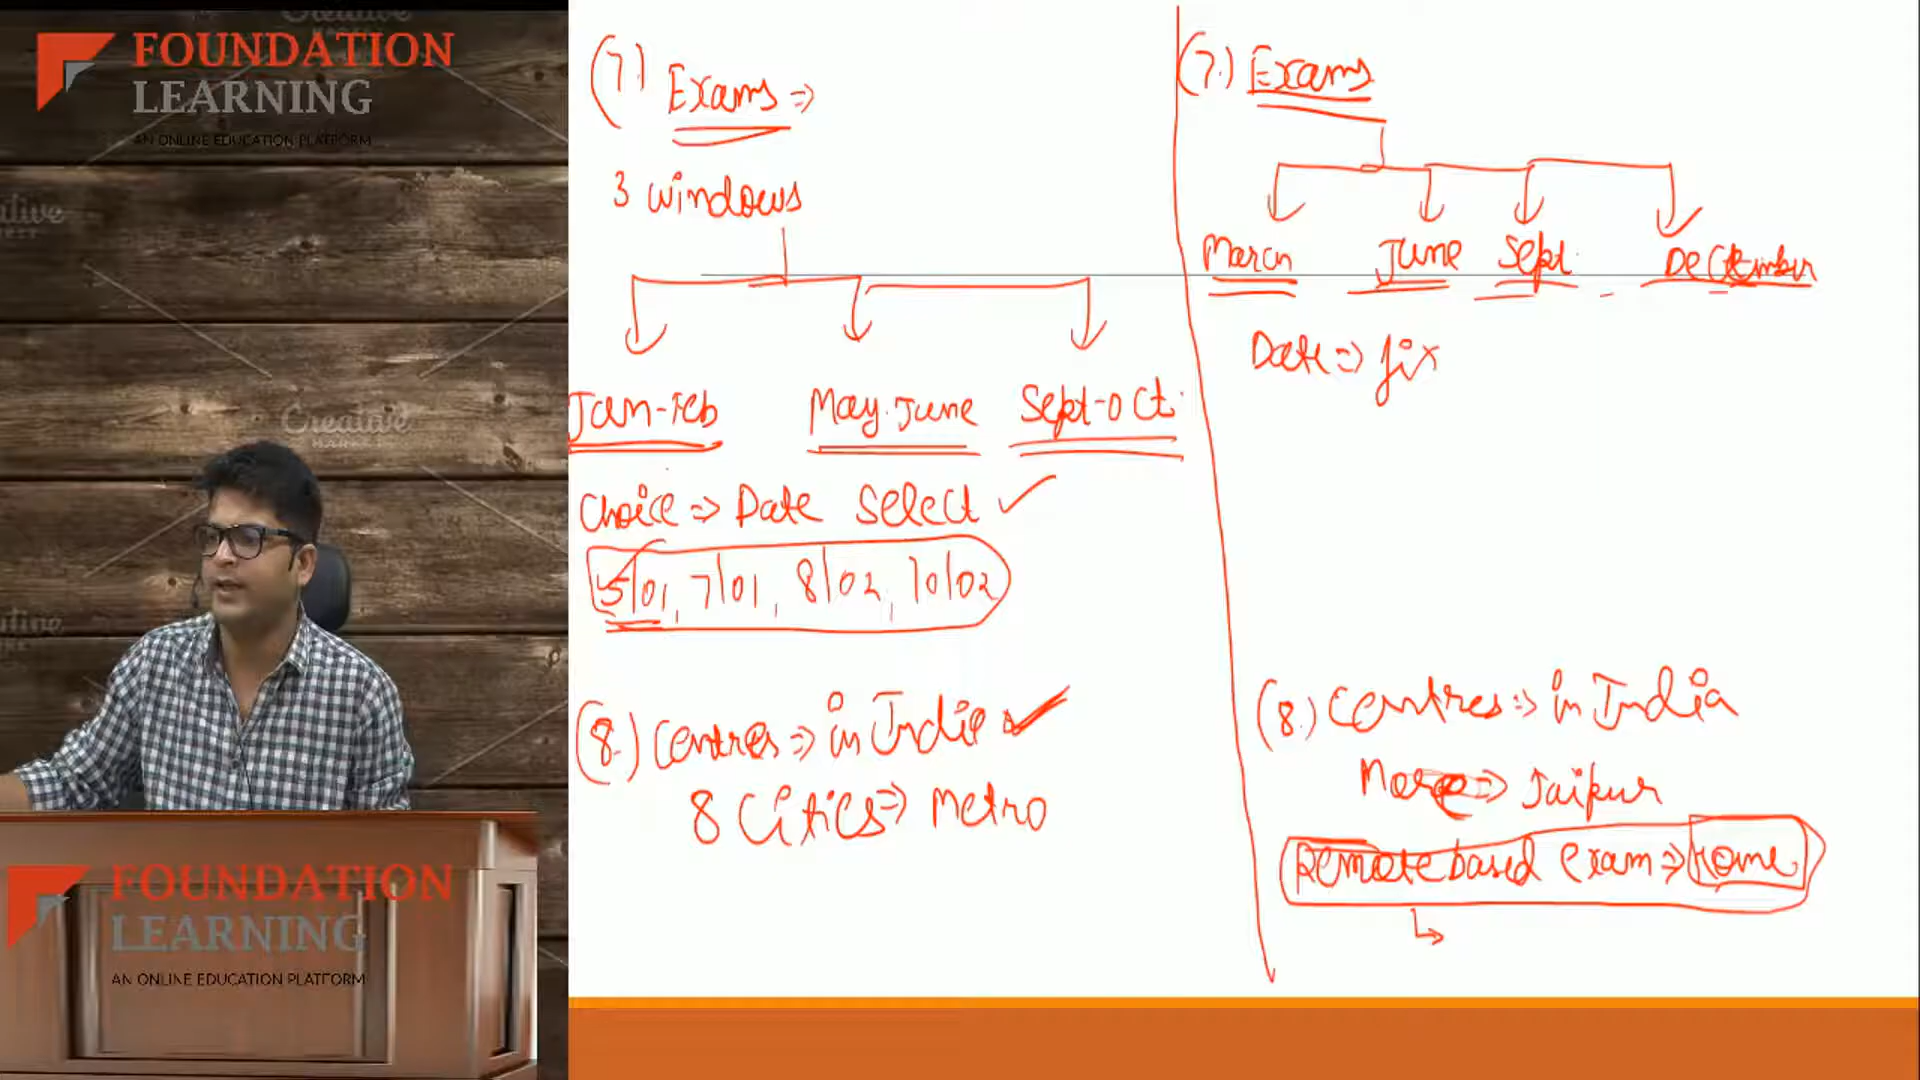 FOUNDATION
LEARNING
AN ONLINE EDUCATION PLATFORM
Creative
MARKET
FOUNDATION
LEARNING
AN ONLINE EDUCATION PLATFORM
(7) Exams =>
3 windows
Jan-Feb May-June Sept-Oct.
Choice => Date Select ✓
5/01, 7/01, 8/02, 10/02
(8.) Centres => in India ✓
8 Cities => Metro
(7.) Exams
March June Sept. December
Date => fix
(8.) Centres => in India
More => Jaipur
Remote based Exam => Home